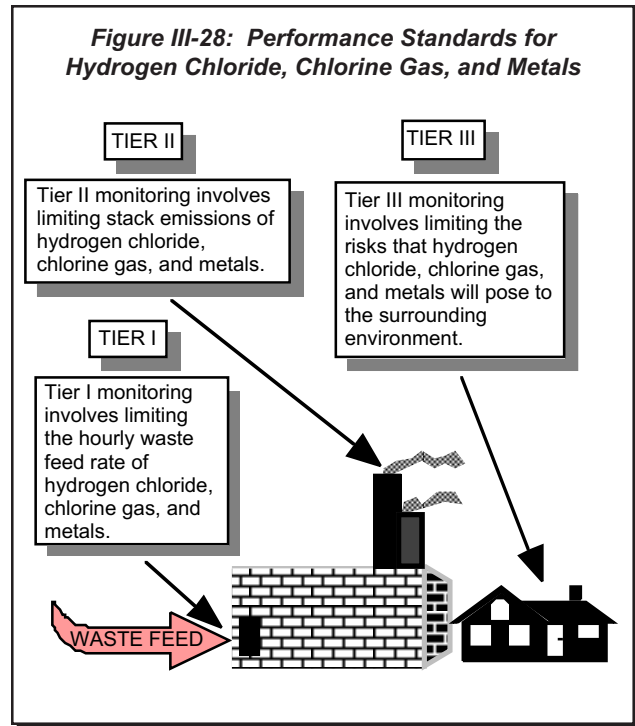 Figure III-28: Performance Standards for
Hydrogen Chloride, Chlorine Gas, and Metals
TIER II
Tier II monitoring involves
limiting stack emissions of
hydrogen chloride,
chlorine gas, and metals.
TIER III
Tier III monitoring
involves limiting the
risks that hydrogen
chloride, chlorine gas,
and metals will pose to
the surrounding
environment.
TIER I
Tier I monitoring
involves limiting
the hourly waste
feed rate of
hydrogen chloride,
chlorine gas, and
metals.
WASTE FEED